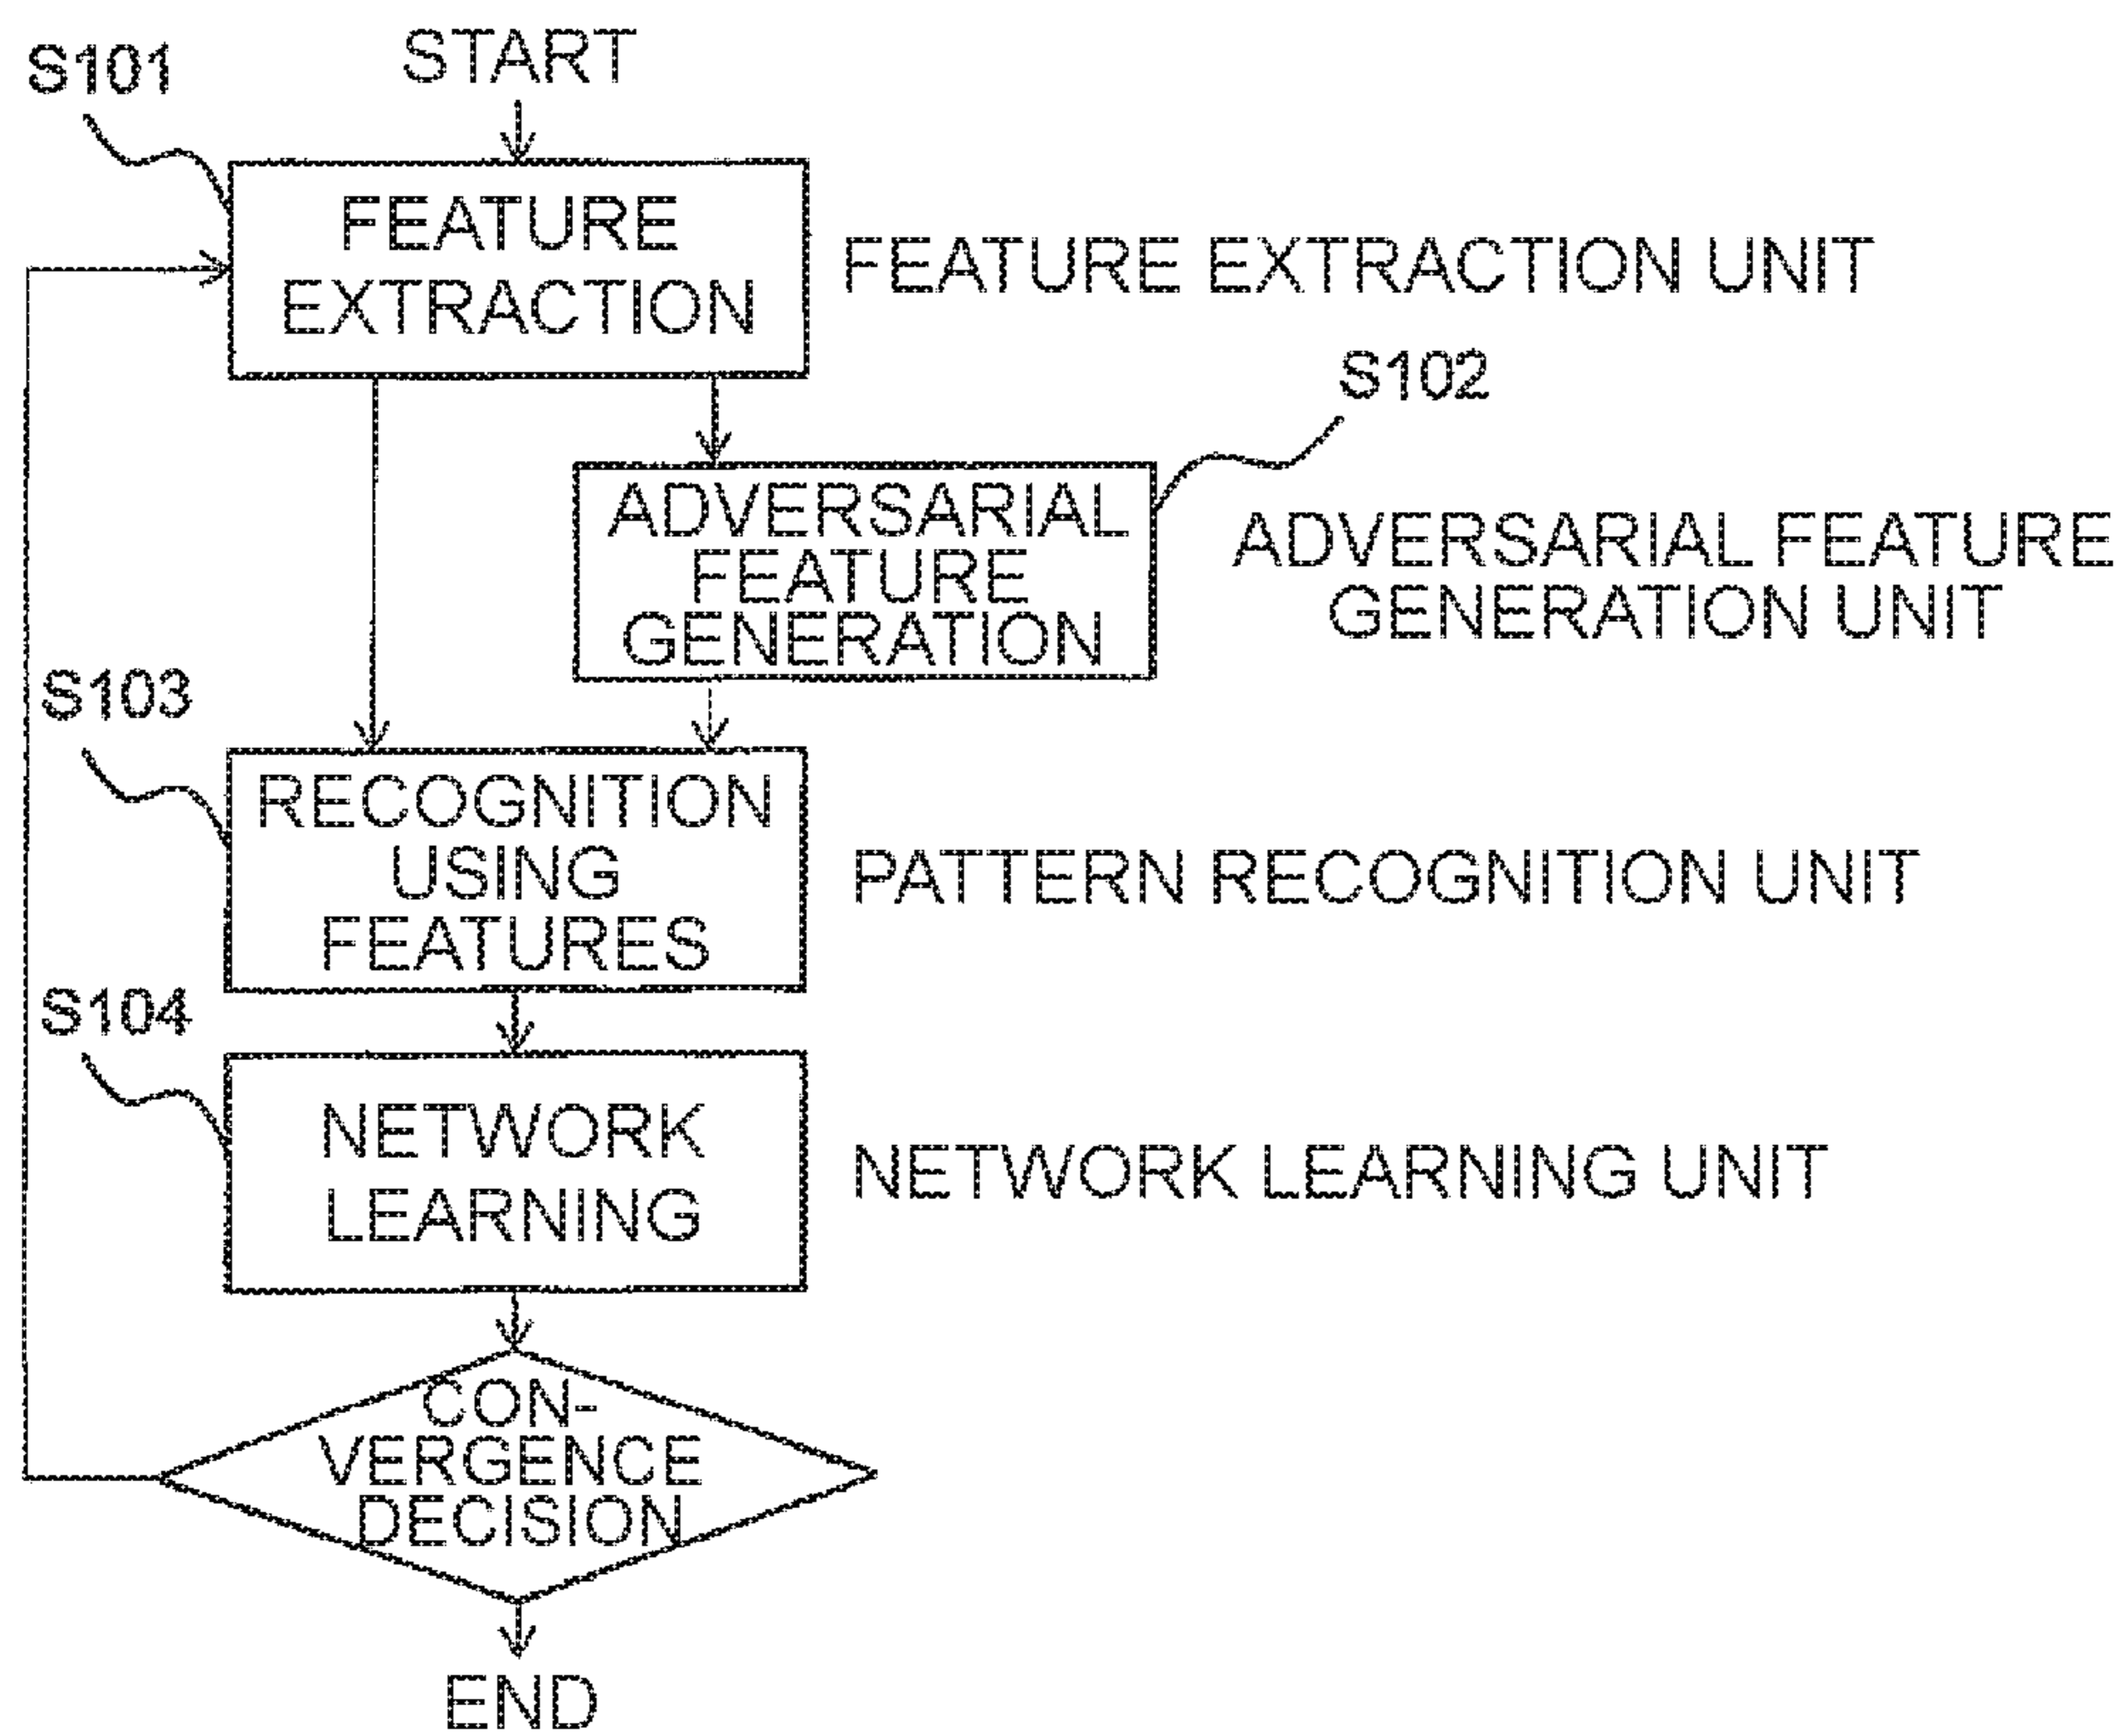 S101
START
FEATURE
EXTRACTION
FEATURE EXTRACTION UNIT
S102
ADVERSARIAL
FEATURE
GENERATION
ADVERSARIAL FEATURE
GENERATION UNIT
S103
RECOGNITION
USING
FEATURES
PATTERN RECOGNITION UNIT
S104
NETWORK
LEARNING
NETWORK LEARNING UNIT
CON-
VERGENCE
DECISION
END